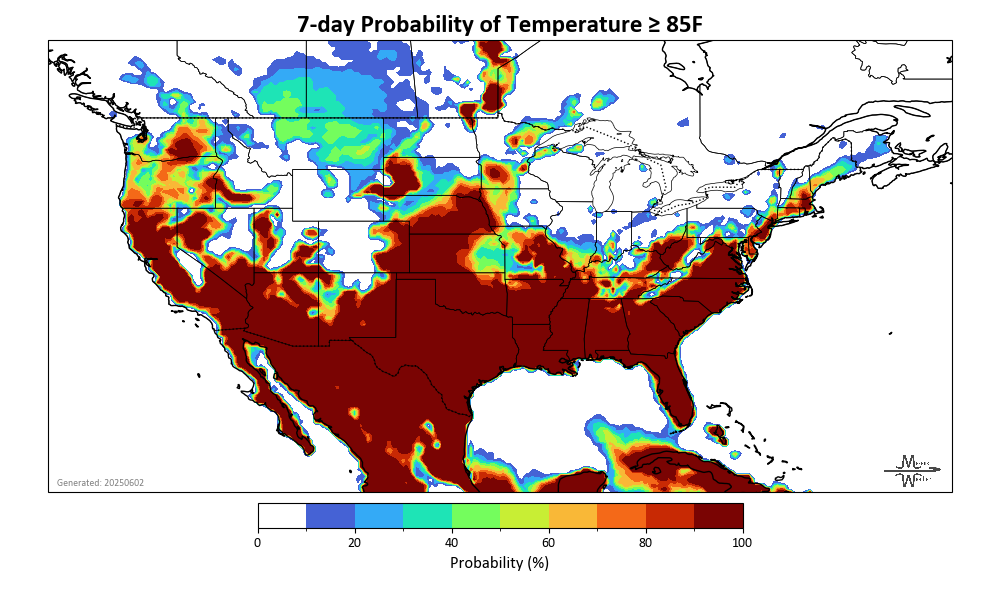 7-day Probability of Temperature ≥ 85F
Generated: 20250602
0 20 40 60 80 100
Probability (%)